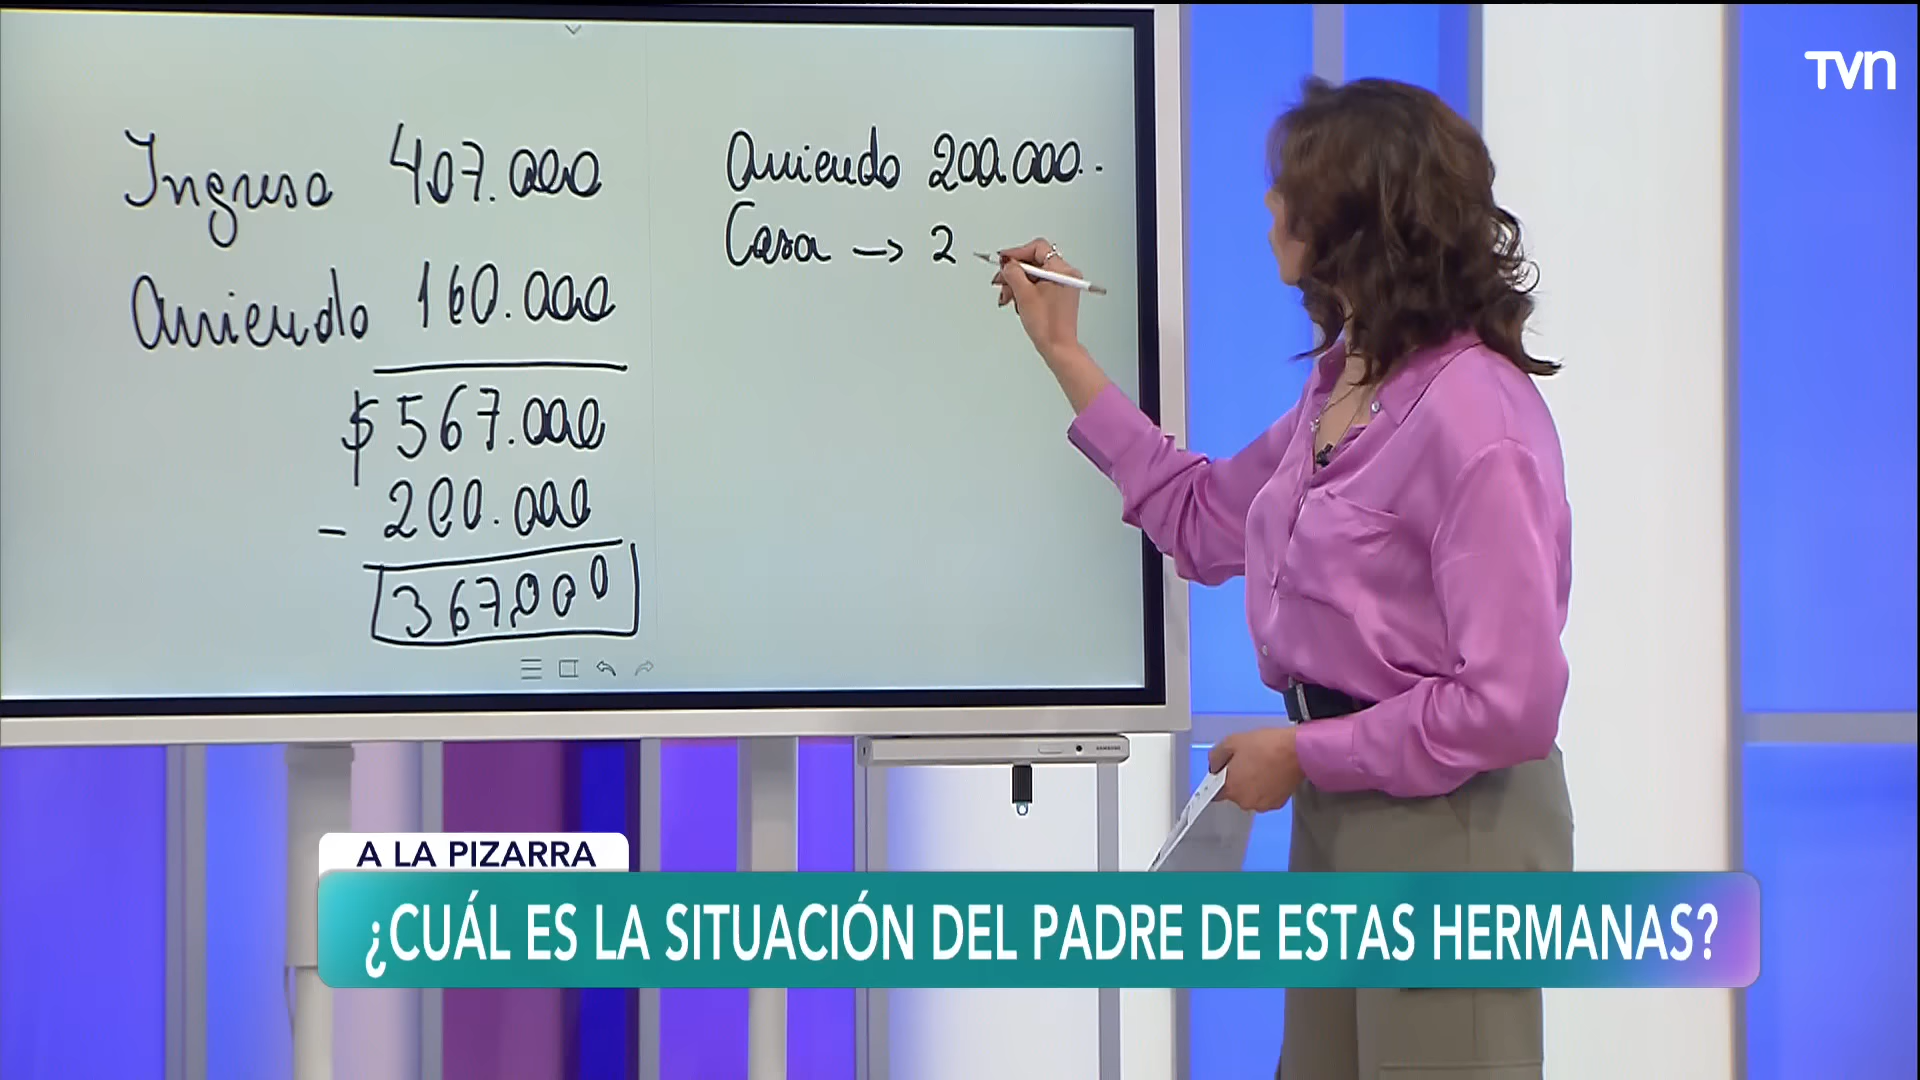 Ingreso 407.000
Arriendo 160.000
$567.000
- 200.000
367.000
Arriendo 200.000..
Casa → 2
TVN
SAMSUNG
A LA PIZARRA
¿CUÁL ES LA SITUACIÓN DEL PADRE DE ESTAS HERMANAS?